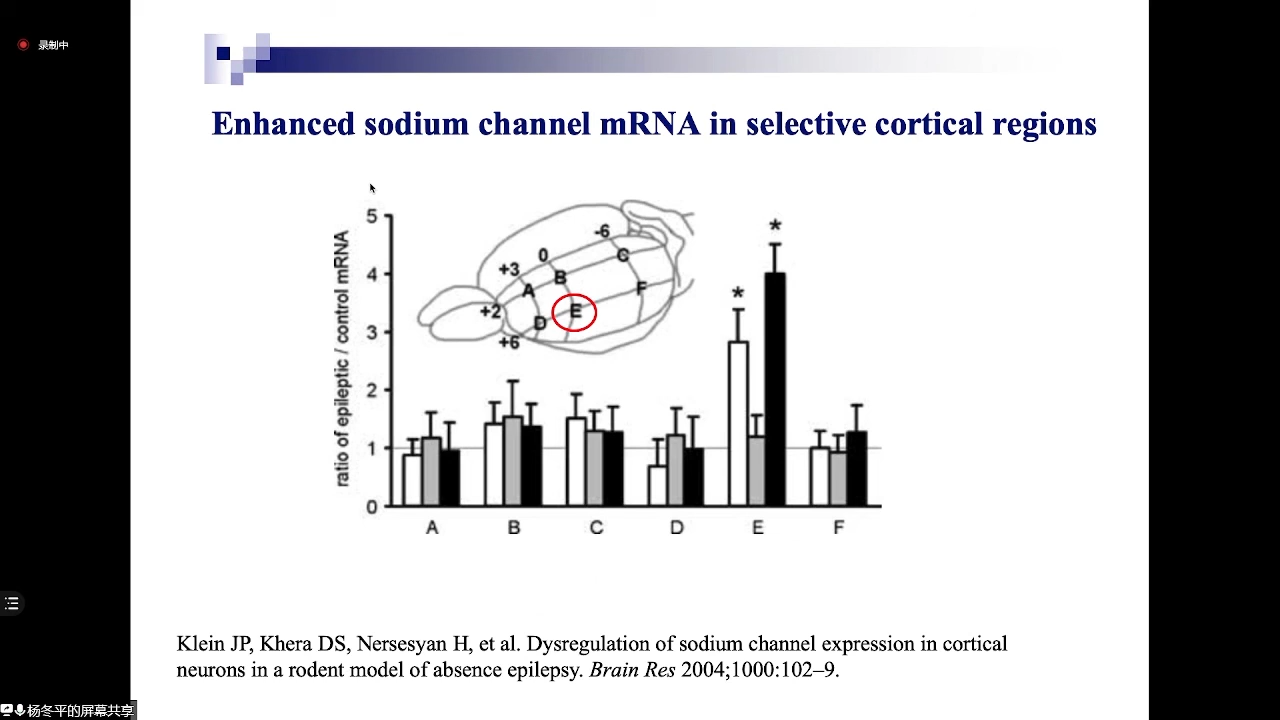 录制中
Enhanced sodium channel mRNA in selective cortical regions
ratio of epileptic / control mRNA
5
4
3
2
1
0
-6
0
+3
+2
+6
A
B
C
D
E
F
*
*
A B C D E F
Klein JP, Khera DS, Nersesyan H, et al. Dysregulation of sodium channel expression in cortical
neurons in a rodent model of absence epilepsy. Brain Res 2004;1000:102–9.
杨冬平的屏幕共享